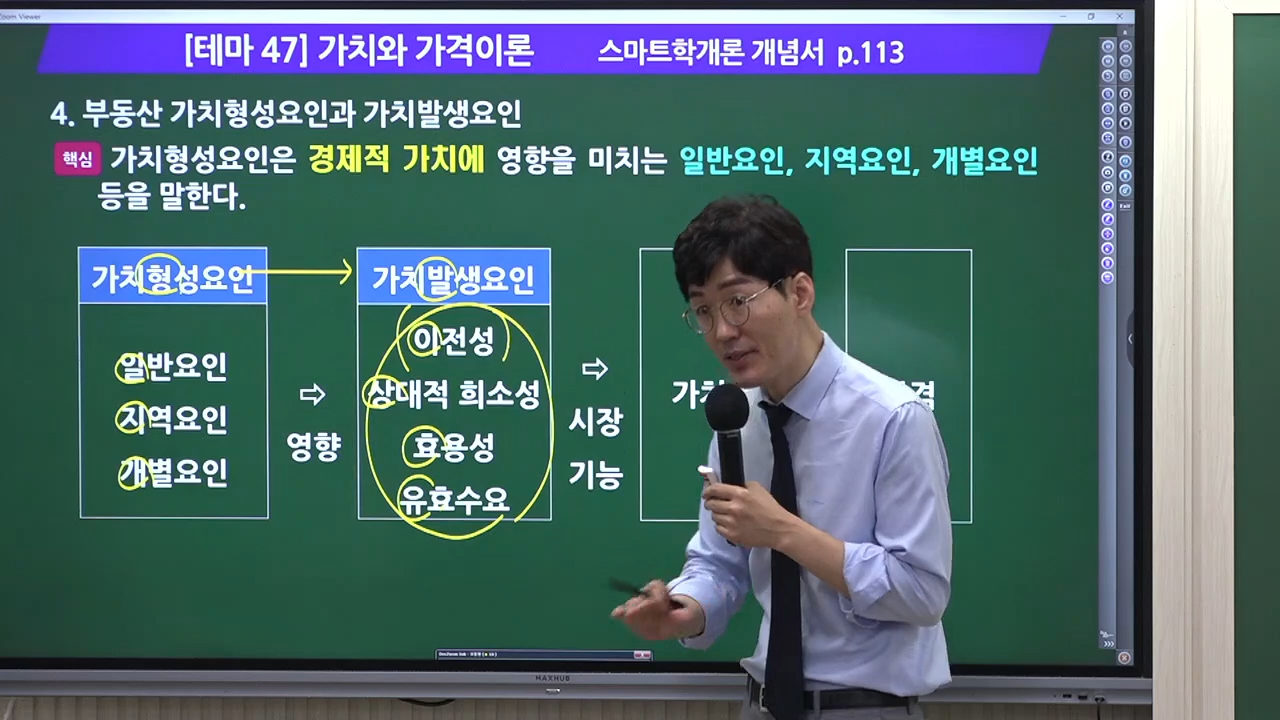 Zoom Viewer
[테마 47] 가치와 가격이론 스마트학개론 개념서 p.113
4. 부동산 가치형성요인과 가치발생요인
핵심 가치형성요인은 경제적 가치에 영향을 미치는 일반요인, 지역요인, 개별요인
등을 말한다.
가치형성요인
일반요인
지역요인
개별요인
⇨
영향
가치발생요인
이전성
상대적 희소성
효용성
유효수요
⇨
시장
기능
가치
격
Exit
MAXHUB